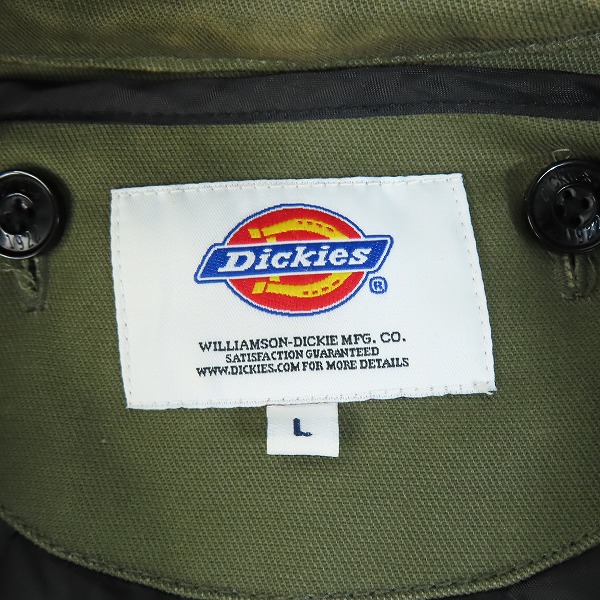 Dickies
®
WILLIAMSON-DICKIE MFG. CO.
SATISFACTION GUARANTEED
WWW.DICKIES.COM FOR MORE DETAILS
L